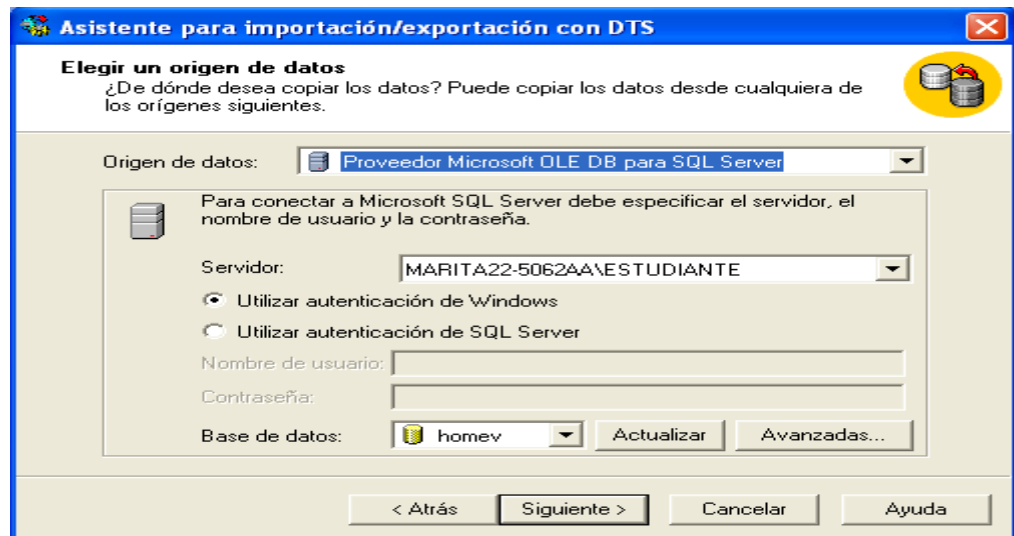 Asistente para importación/exportación con DTS
Elegir un origen de datos
¿De dónde desea copiar los datos? Puede copiar los datos desde cualquiera de
los orígenes siguientes.
Origen de datos: Proveedor Microsoft OLE DB para SQL Server
Para conectar a Microsoft SQL Server debe especificar el servidor, el
nombre de usuario y la contraseña.
Servidor: MARITA22-5062AA\ESTUDIANTE
Utilizar autenticación de Windows
Utilizar autenticación de SQL Server
Nombre de usuario:
Contraseña:
Base de datos: homev Actualizar Avanzadas...
< Atrás Siguiente > Cancelar Ayuda